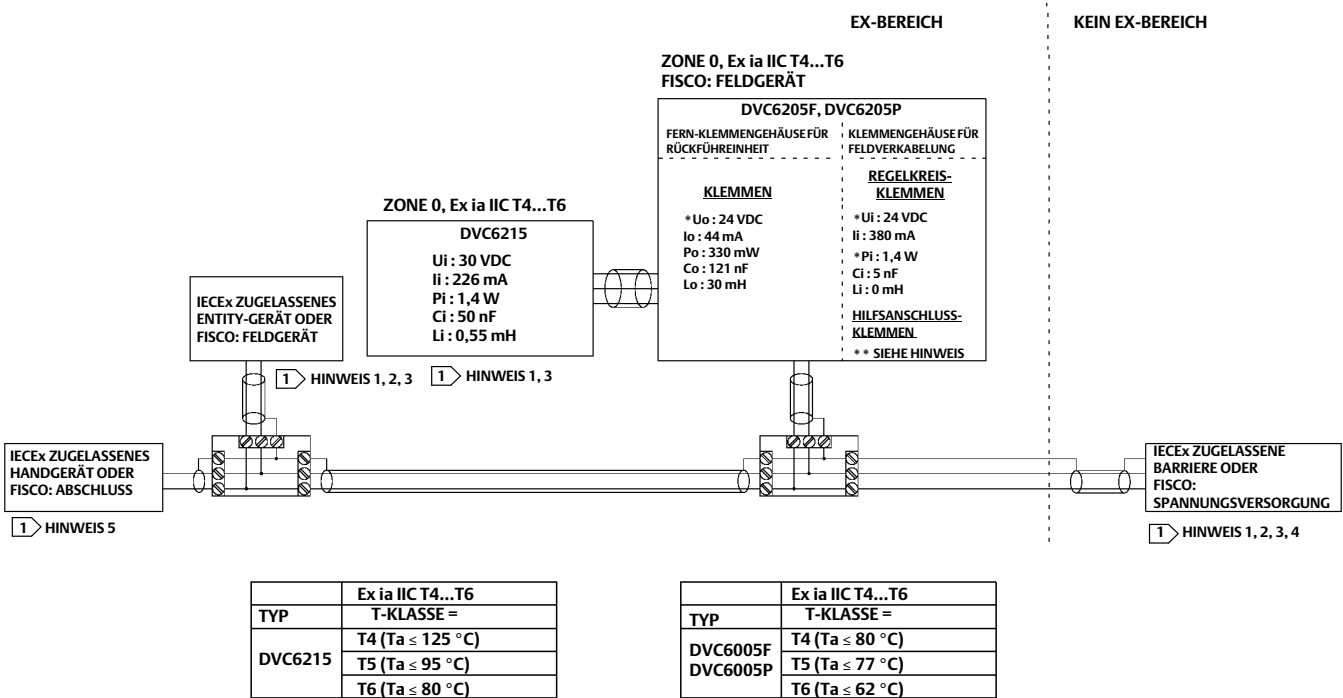 EX-BEREICH
KEIN EX-BEREICH
ZONE 0, Ex ia IIC T4...T6
FISCO: FELDGERÄT
DVC6205F, DVC6205P
FERN-KLEMMENGEHÄUSE FÜR
RÜCKFÜHREINHEIT
KLEMMEN
*Uo : 24 VDC
Io : 44 mA
Po : 330 mW
Co : 121 nF
Lo : 30 mH
KLEMMENGEHÄUSE FÜR
FELDVERKABELUNG
REGELKREIS-
KLEMMEN
*Ui : 24 VDC
Ii : 380 mA
*Pi : 1,4 W
Ci : 5 nF
Li : 0 mH
HILFSANSCHLUSS-
KLEMMEN
** SIEHE HINWEIS
ZONE 0, Ex ia IIC T4...T6
DVC6215
Ui : 30 VDC
Ii : 226 mA
Pi : 1,4 W
Ci : 50 nF
Li : 0,55 mH
1 HINWEIS 1, 3
IECEx ZUGELASSENES
ENTITY-GERÄT ODER
FISCO: FELDGERÄT
1 HINWEIS 1, 2, 3
IECEx ZUGELASSENES
HANDGERÄT ODER
FISCO: ABSCHLUSS
1 HINWEIS 5
IECEx ZUGELASSENE
BARRIERE ODER
FISCO:
SPANNUNGSVERSORGUNG
1 HINWEIS 1, 2, 3, 4
Ex ia IIC T4...T6
TYP T-KLASSE =
DVC6215
T4 (Ta ≤ 125 °C)
T5 (Ta ≤ 95 °C)
T6 (Ta ≤ 80 °C)
Ex ia IIC T4...T6
TYP T-KLASSE =
DVC6005F
DVC6005P
T4 (Ta ≤ 80 °C)
T5 (Ta ≤ 77 °C)
T6 (Ta ≤ 62 °C)